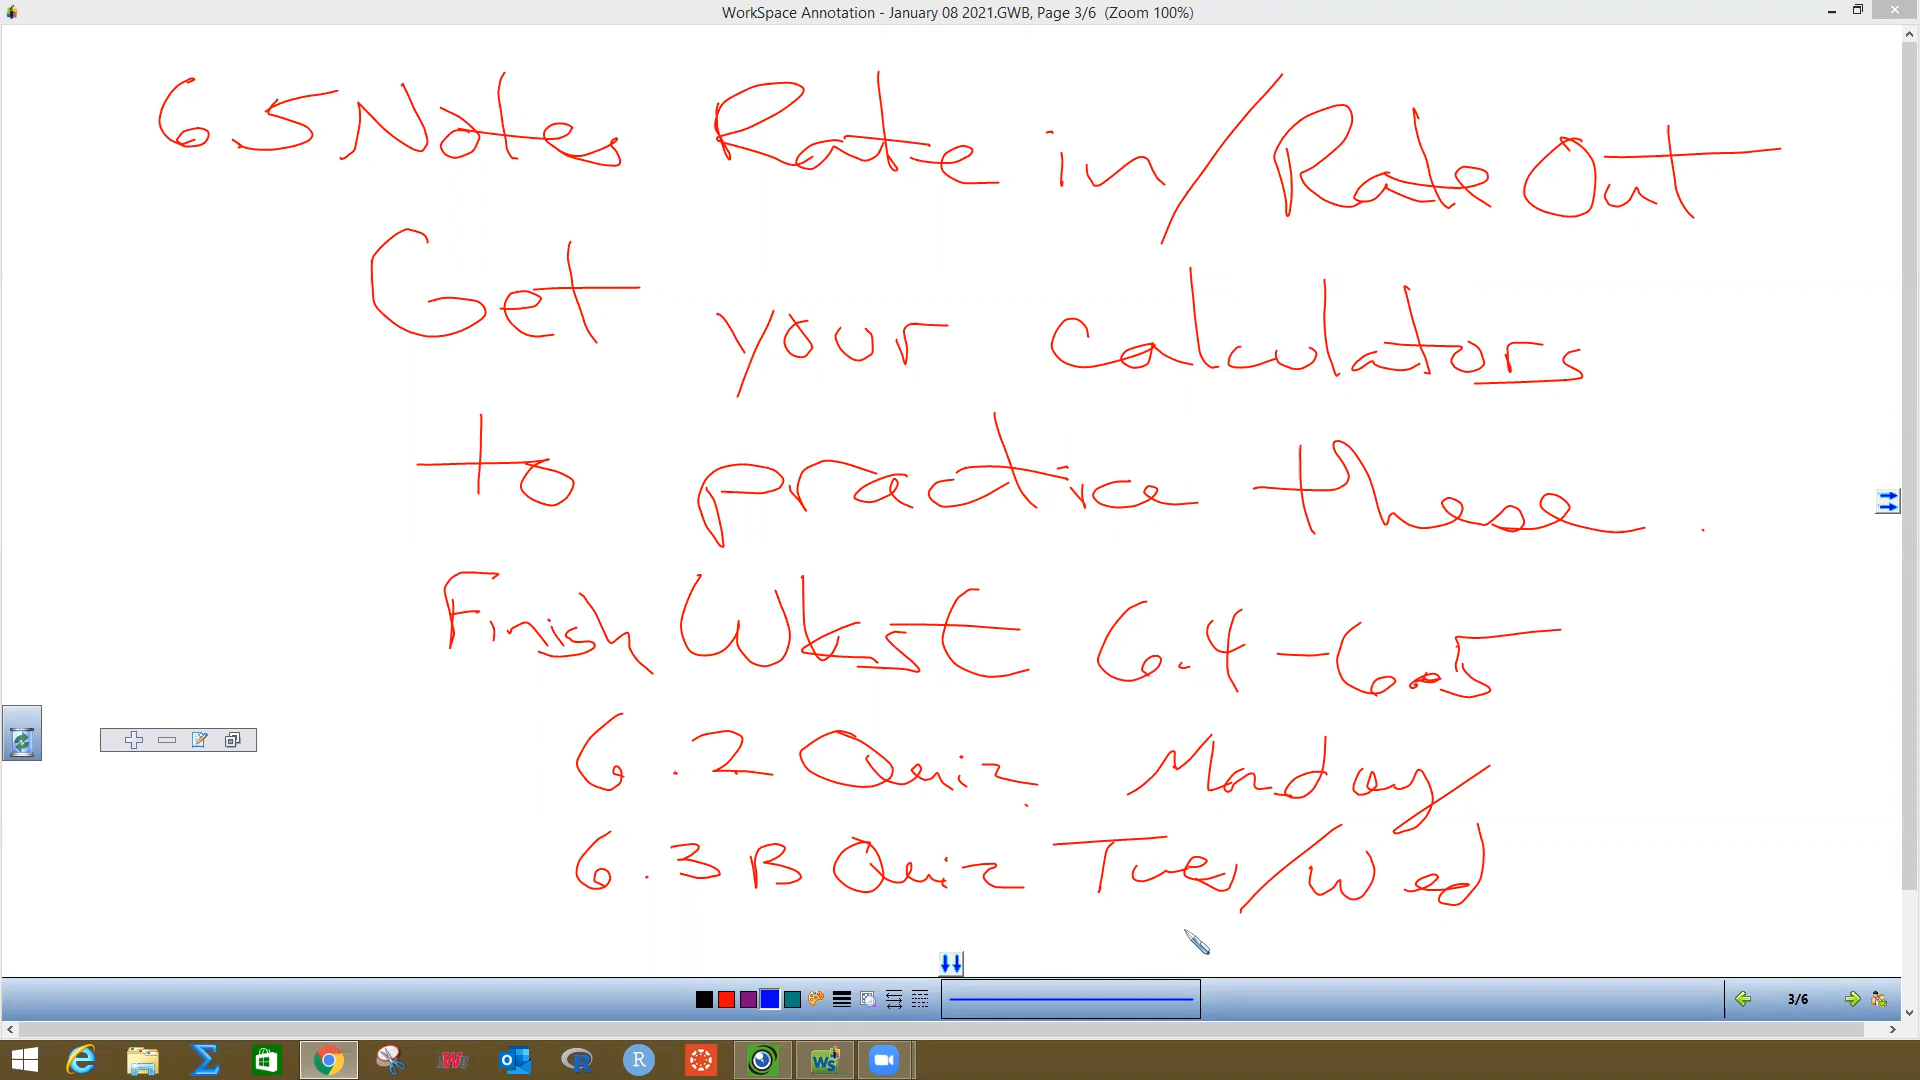 WorkSpace Annotation - January 08 2021.GWB, Page 3/6 (Zoom 100%)
6.5 Notes Rate in/Rate Out
Get your calculators
to practice these.
Finish Wkst 6.4-6.5
6.2 Quiz Monday
6.3 B Quiz Tues/Wed
3/6
R
R
WS